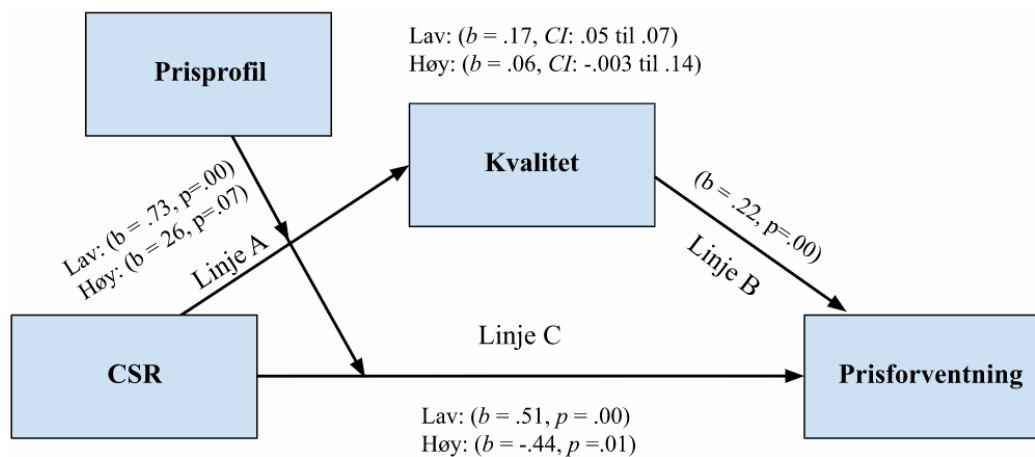 Lav: (b = .17, CI: .05 til .07)
Høy: (b = .06, CI: -.003 til .14)
Prisprofil
Kvalitet
Lav: (b = .73, p=.00)
Høy: (b = 26, p=.07)
Linje A
(b = .22, p=.00)
Linje B
CSR
Linje C
Prisforventning
Lav: (b = .51, p = .00)
Høy: (b = -.44, p =.01)